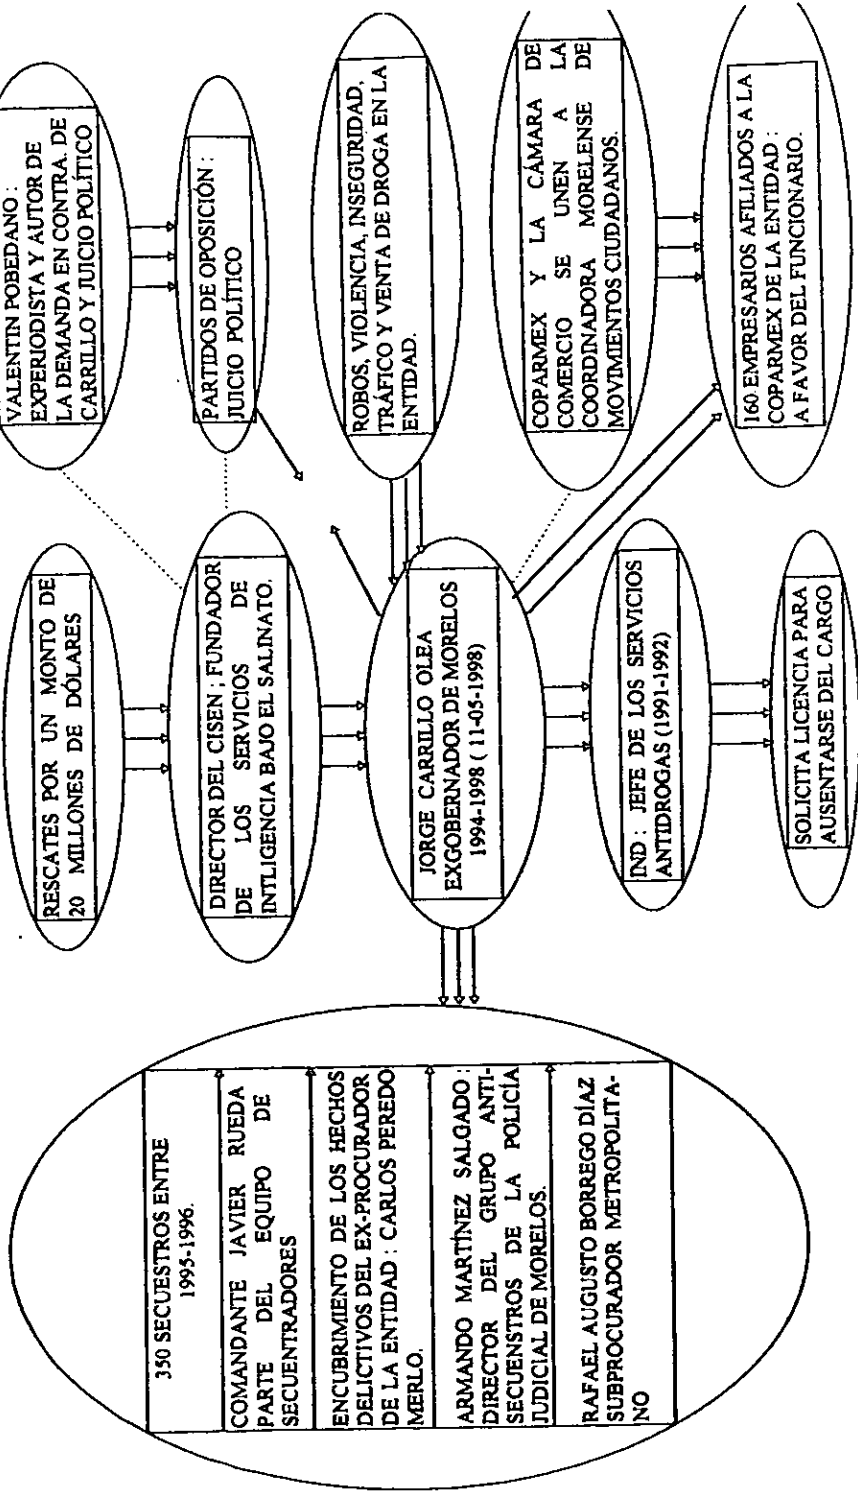 350 SECUESTROS ENTRE
1995-1996.
COMANDANTE JAVIER RUEDA
PARTE DEL EQUIPO DE
SECUENTRADORES
ENCUBRIMIENTO DE LOS HECHOS
DELICTIVOS DEL EX-PROCURADOR
DE LA ENTIDAD : CARLOS PEREDO
MERLO.
ARMANDO MARTÍNEZ SALGADO :
DIRECTOR DEL GRUPO ANTI-
SECUENSTROS DE LA POLICÍA
JUDICIAL DE MORELOS.
RAFAEL AUGUSTO BORREGO DÍAZ
SUBPROCURADOR METROPOLITA-
NO
RESCATES POR UN MONTO DE
20 MILLONES DE DÓLARES
DIRECTOR DEL CISEN ; FUNDADOR
DE LOS SERVICIOS DE
INTLIGENCIA BAJO EL SALINATO.
JORGE CARRILLO OLEA
EXGOBERNADOR DE MORELOS
1994-1998 ( 11-05-1998)
IND : JEFE DE LOS SERVICIOS
ANTIDROGAS (1991-1992)
SOLICITA LICENCIA PARA
AUSENTARSE DEL CARGO
VALENTIN POBEDANO :
EXPERIODISTA Y AUTOR DE
LA DEMANDA EN CONTRA. DE
CARRILLO Y JUICIO POLÍTICO
PARTIDOS DE OPOSICIÓN :
JUICIO POLÍTICO
ROBOS, VIOLENCIA, INSEGURIDAD,
TRÁFICO Y VENTA DE DROGA EN LA
ENTIDAD.
COPARMEX Y LA CÁMARA DE
COMERCIO SE UNEN A LA
COORDINADORA MORELENSE DE
MOVIMIENTOS CIUDADANOS.
160 EMPRESARIOS AFILIADOS A LA
COPARMEX DE LA ENTIDAD :
A FAVOR DEL FUNCIONARIO.